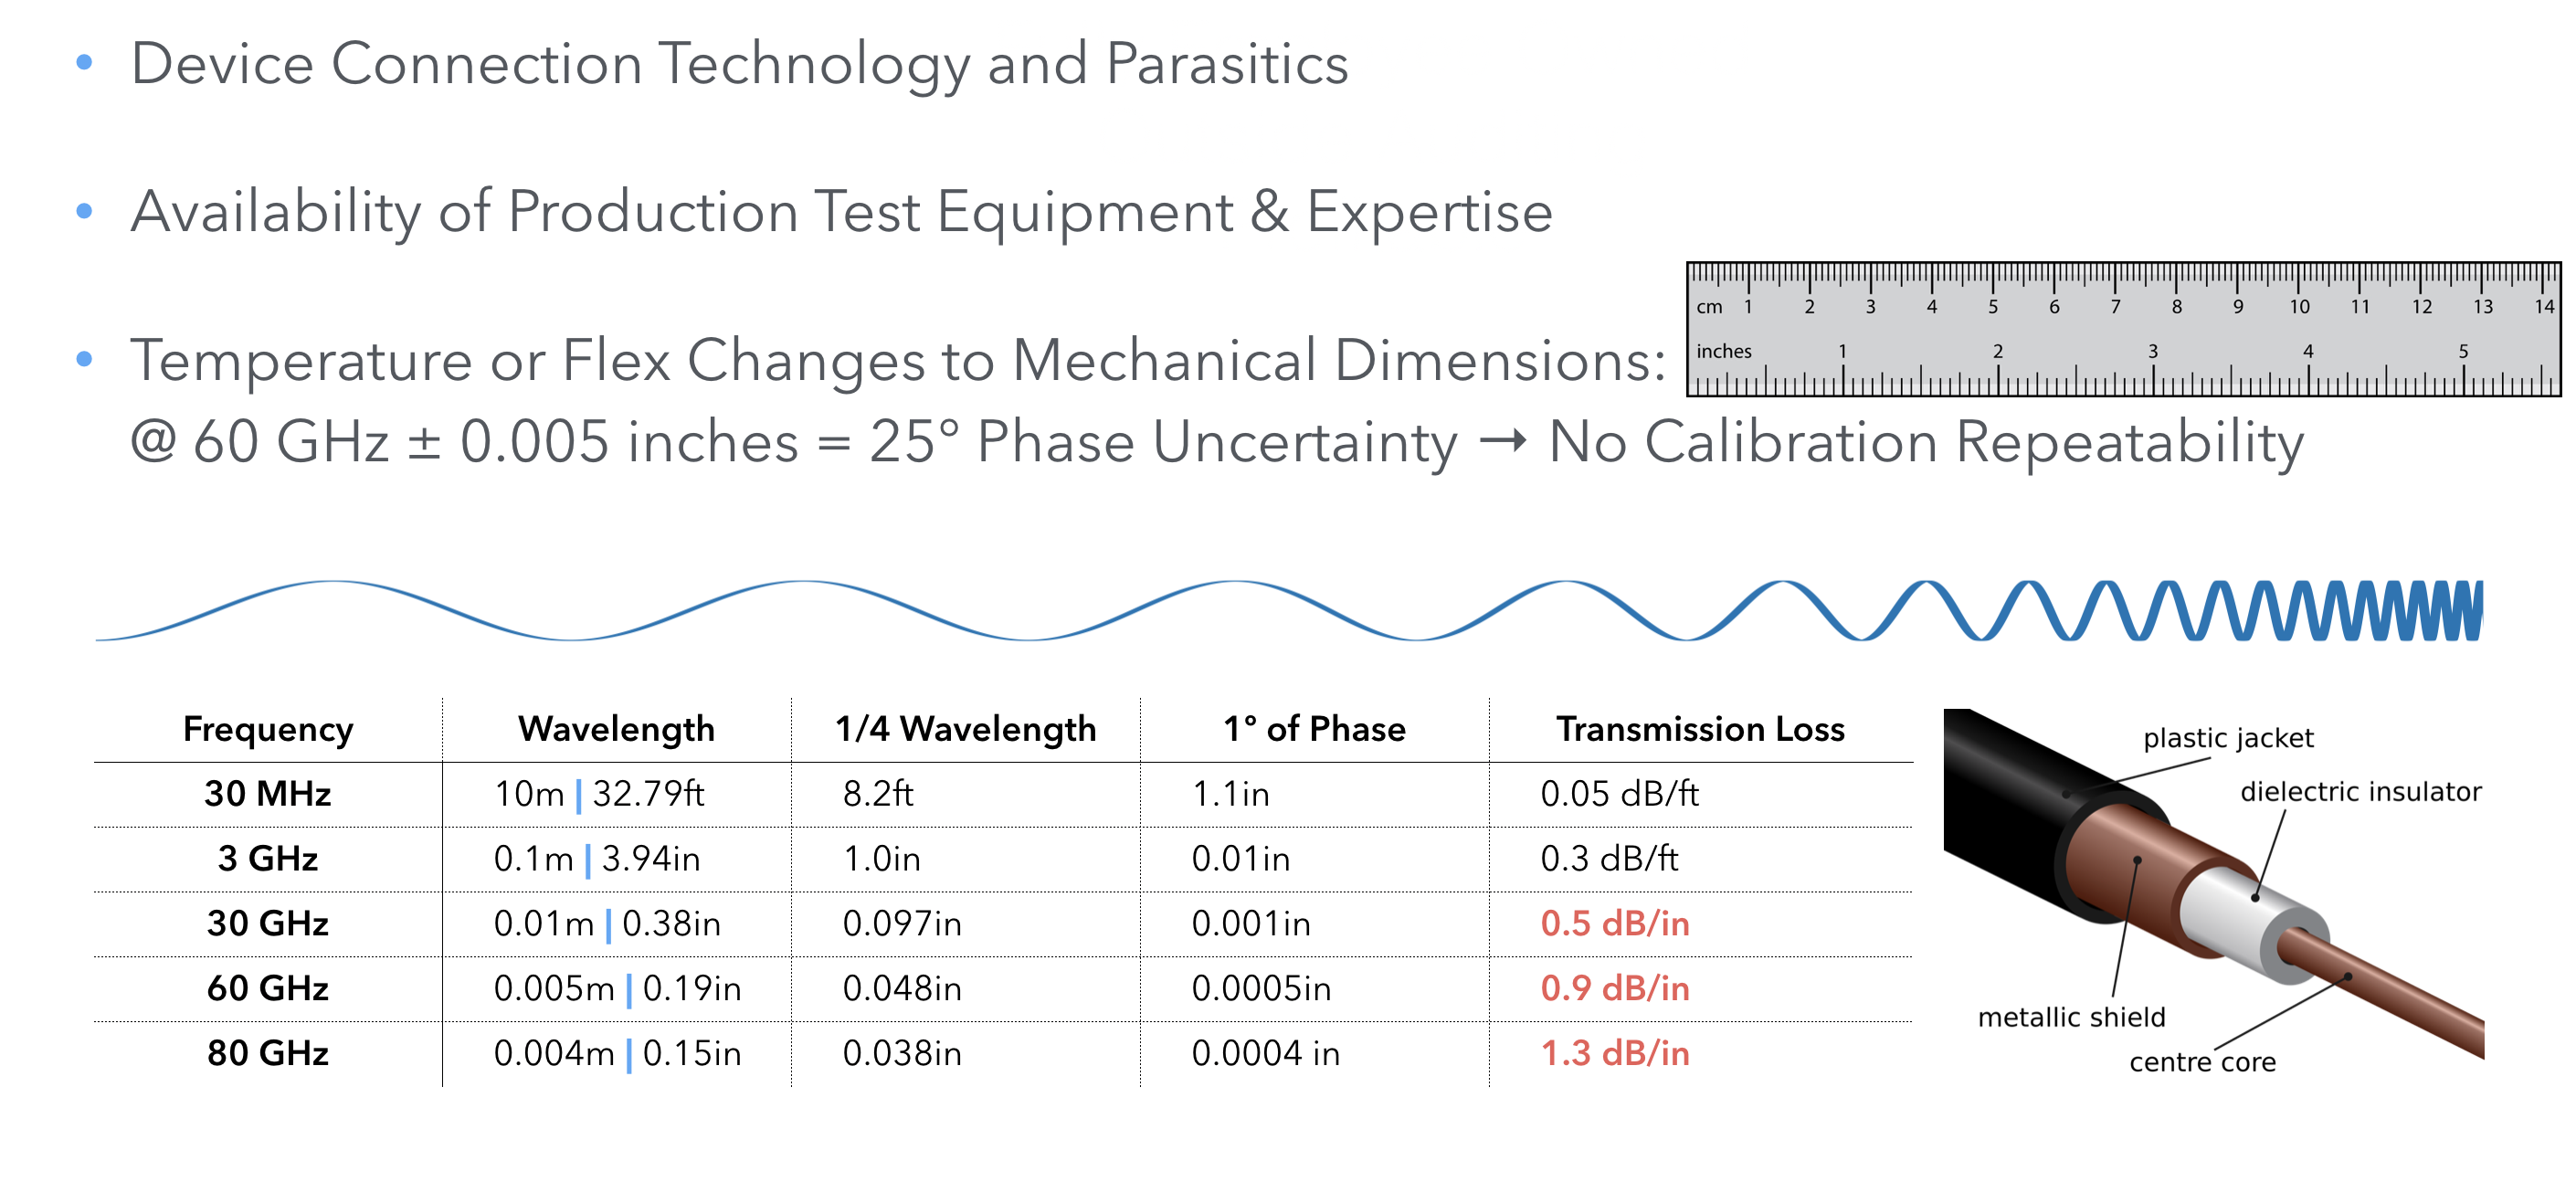 • Device Connection Technology and Parasitics
• Availability of Production Test Equipment & Expertise
cm 1 2 3 4 5 6 7 8 9 10 11 12 13 14
inches 1 2 3 4 5
• Temperature or Flex Changes to Mechanical Dimensions:
@ 60 GHz ± 0.005 inches = 25° Phase Uncertainty → No Calibration Repeatability
Frequency Wavelength 1/4 Wavelength 1° of Phase Transmission Loss
30 MHz 10m | 32.79ft 8.2ft 1.1in 0.05 dB/ft
3 GHz 0.1m | 3.94in 1.0in 0.01in 0.3 dB/ft
30 GHz 0.01m | 0.38in 0.097in 0.001in 0.5 dB/in
60 GHz 0.005m | 0.19in 0.048in 0.0005in 0.9 dB/in
80 GHz 0.004m | 0.15in 0.038in 0.0004 in 1.3 dB/in
plastic jacket
dielectric insulator
metallic shield
centre core